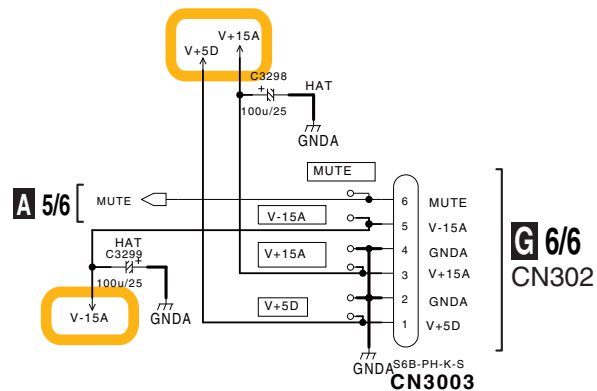 V+15A
V+5D
C3298
HAT
+
100u/25
GNDA
MUTE
A 5/6
MUTE
6 MUTE
V-15A
5 V-15A
HAT
C3299
+
V+15A
4 GNDA
G 6/6
3 V+15A
CN302
100u/25
V-15A
GNDA
V+5D
2 GNDA
1 V+5D
GNDA
S6B-PH-K-S
CN3003